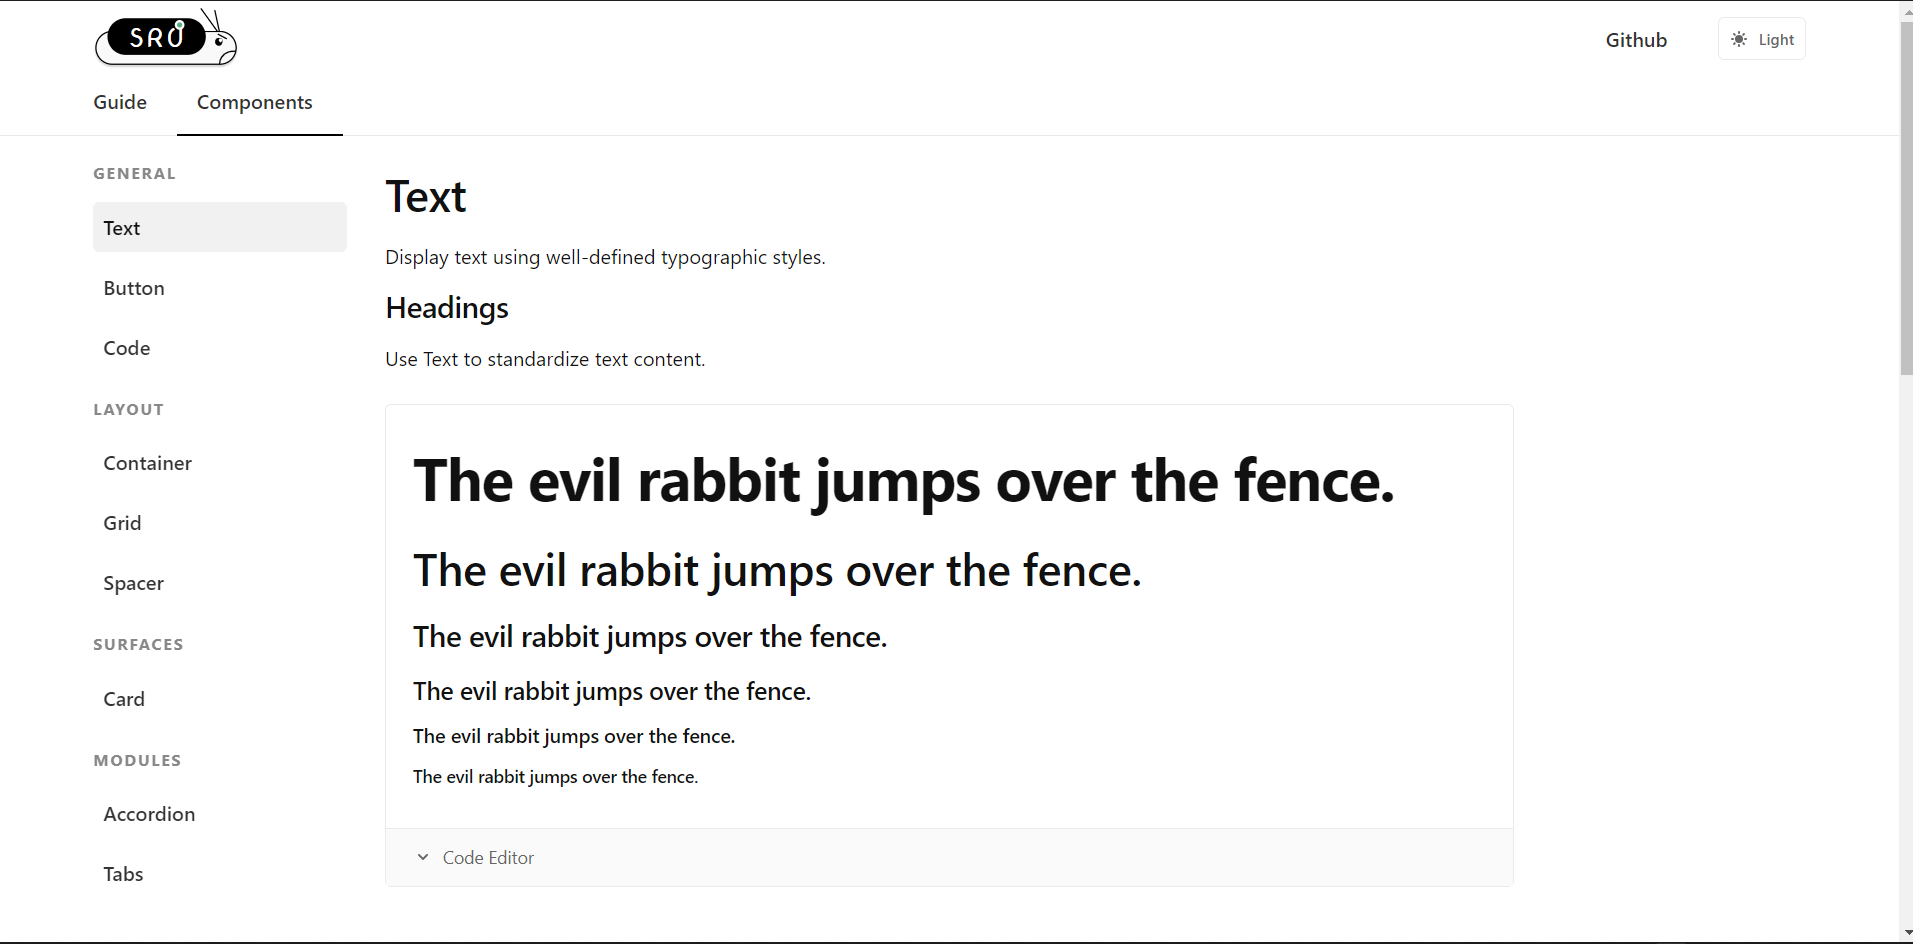 SRO
Github
Light
Guide
Components
GENERAL
Text
Button
Code
LAYOUT
Container
Grid
Spacer
SURFACES
Card
MODULES
Accordion
Tabs
Text
Display text using well-defined typographic styles.
Headings
Use Text to standardize text content.
The evil rabbit jumps over the fence.
The evil rabbit jumps over the fence.
The evil rabbit jumps over the fence.
The evil rabbit jumps over the fence.
The evil rabbit jumps over the fence.
The evil rabbit jumps over the fence.
Code Editor